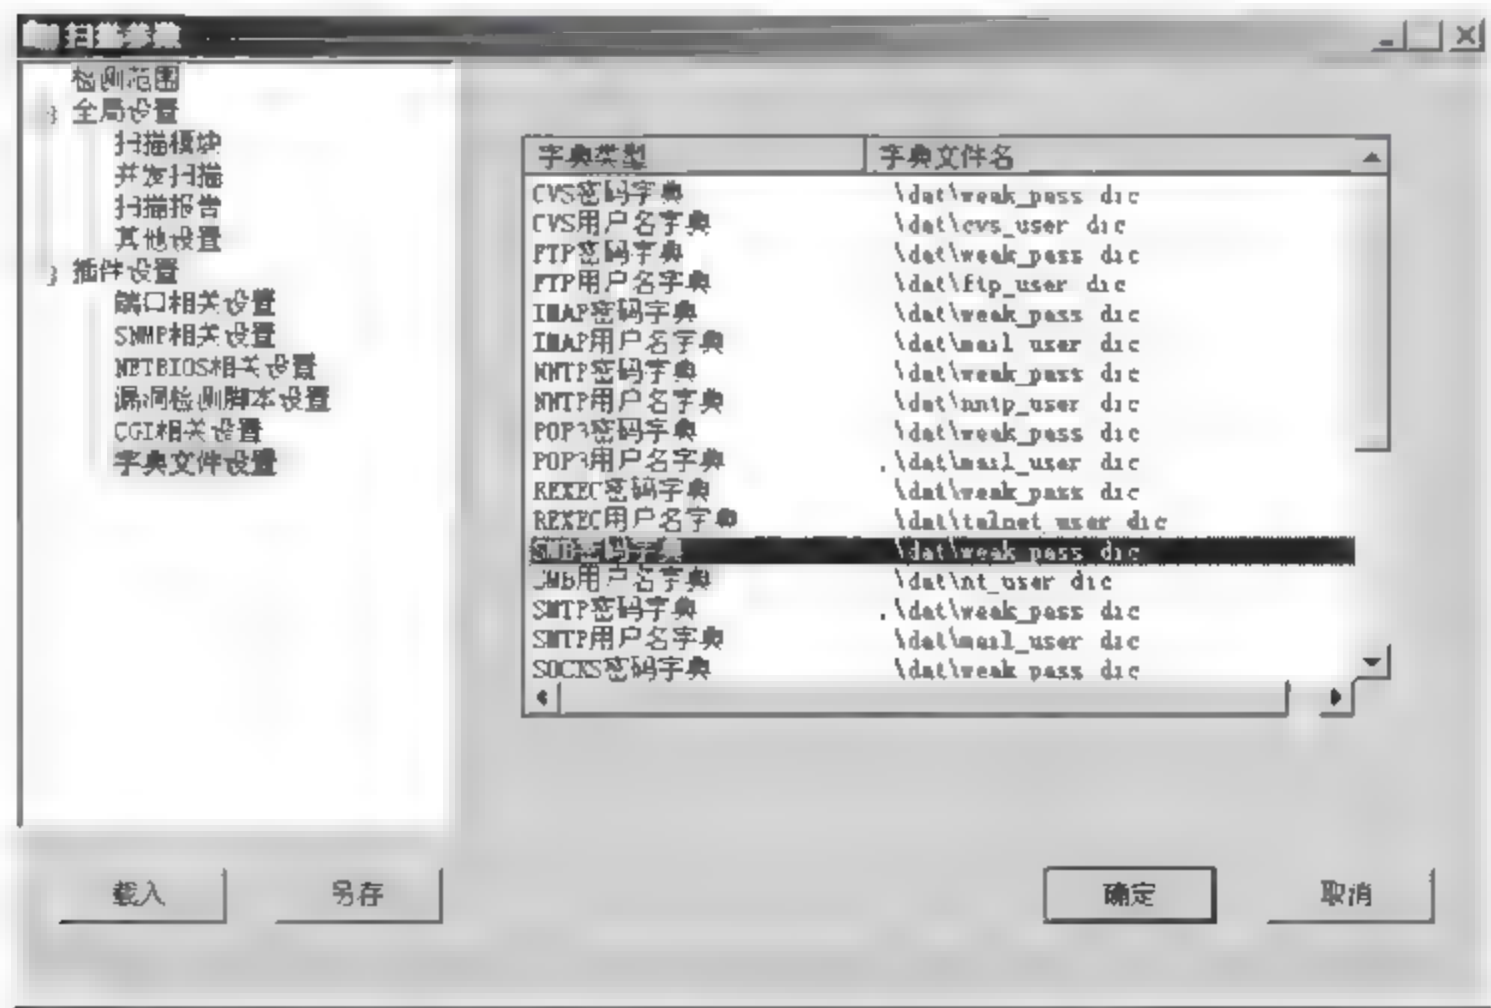 扫描参数
检测范围
全局设置
扫描模块
并发扫描
扫描报告
其他设置
插件设置
端口相关设置
SNMP相关设置
NETBIOS相关设置
漏洞检测脚本设置
CGI相关设置
字典文件设置
字典类型 字典文件名
CVS密码字典 \dat\weak_pass dic
CVS用户名字典 \dat\cvs_user dic
FTP密码字典 \dat\weak_pass dic
FTP用户名字典 \dat\ftp_user dic
IMAP密码字典 \dat\weak_pass dic
IMAP用户名字典 \dat\mail_user dic
NNTP密码字典 \dat\weak_pass dic
NNTP用户名字典 \dat\nntp_user dic
POP3密码字典 \dat\weak_pass dic
POP3用户名字典 .\dat\mail_user dic
REXEC密码字典 \dat\weak_pass dic
REXEC用户名字典 \dat\telnet_user dic
SMB密码字典 \dat\weak_pass dic
SMB用户名字典 \dat\nt_user dic
SMTP密码字典 .\dat\weak_pass dic
SMTP用户名字典 \dat\mail_user dic
SOCKS密码字典 \dat\weak_pass dic
载入 另存 确定 取消